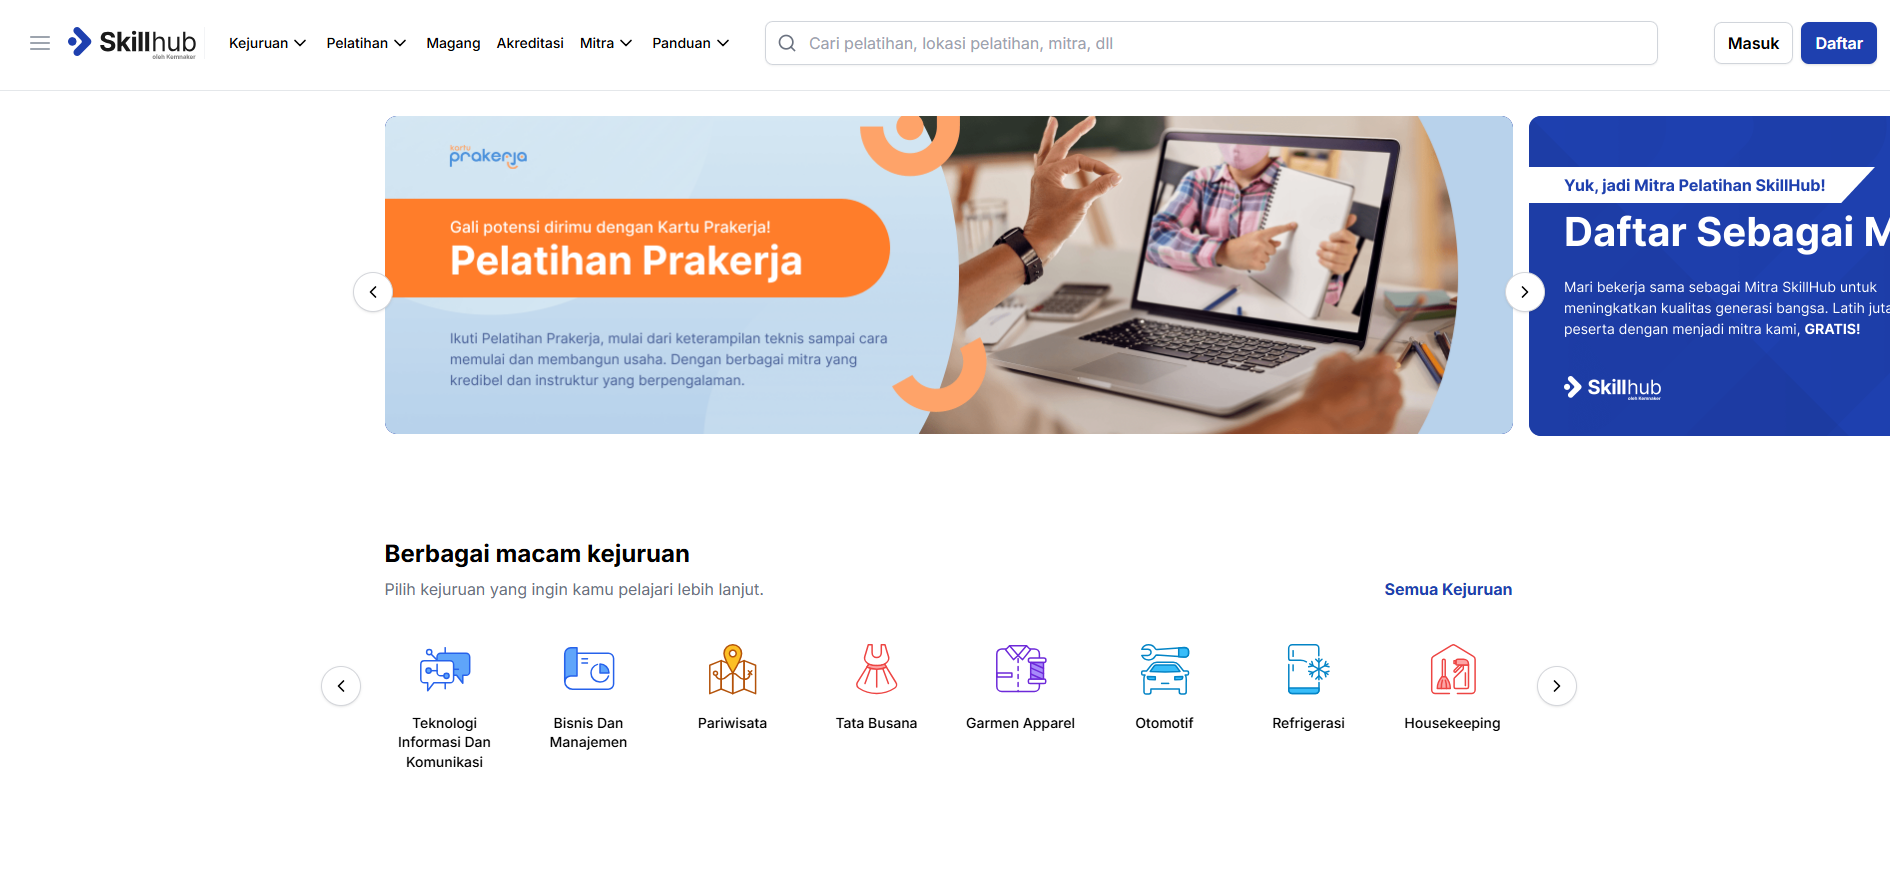 Skillhub
oleh Kemnaker
Kejuruan
Pelatihan
Magang
Akreditasi
Mitra
Panduan
Cari pelatihan, lokasi pelatihan, mitra, dll
Masuk
Daftar
kartu
prakerja
Gali potensi dirimu dengan Kartu Prakerja!
Pelatihan Prakerja
Ikuti Pelatihan Prakerja, mulai dari keterampilan teknis sampai cara
memulai dan membangun usaha. Dengan berbagai mitra yang
kredibel dan instruktur yang berpengalaman.
Yuk, jadi Mitra Pelatihan SkillHub!
Daftar Sebagai M
Mari bekerja sama sebagai Mitra SkillHub untuk
meningkatkan kualitas generasi bangsa. Latih juta
peserta dengan menjadi mitra kami, GRATIS!
Skillhub
oleh Kemnaker
Berbagai macam kejuruan
Pilih kejuruan yang ingin kamu pelajari lebih lanjut.
Semua Kejuruan
Teknologi
Informasi Dan
Komunikasi
Bisnis Dan
Manajemen
Pariwisata
Tata Busana
Garmen Apparel
Otomotif
Refrigerasi
Housekeeping